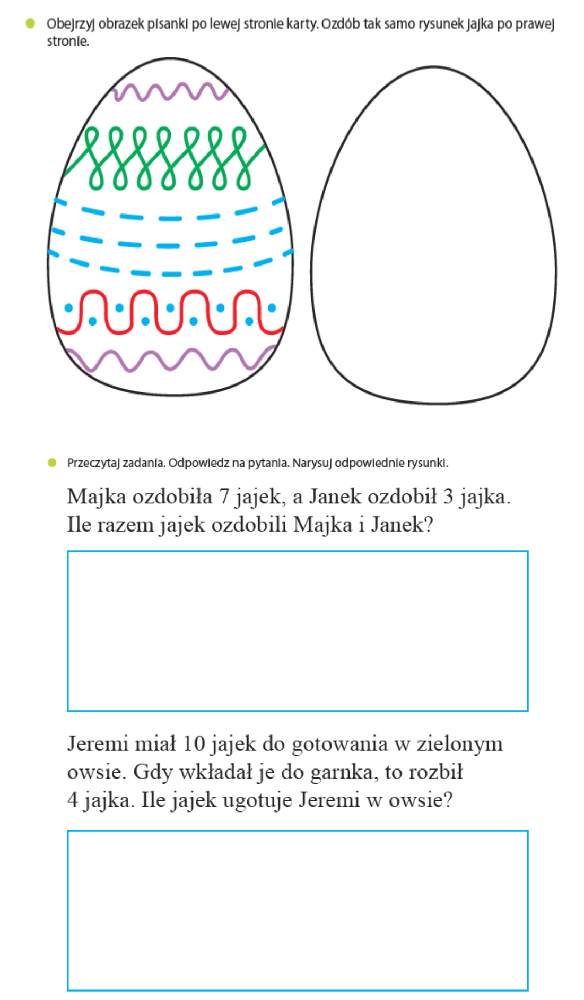 Obejrzyj obrazek pisanki po lewej stronie karty. Ozdób tak samo rysunek jajka po prawej
stronie.
Przeczytaj zadania. Odpowiedz na pytania. Narysuj odpowiednie rysunki.
Majka ozdobiła 7 jajek, a Janek ozdobił 3 jajka.
Ile razem jajek ozdobili Majka i Janek?
Jeremi miał 10 jajek do gotowania w zielonym
owsie. Gdy wkładał je do garnka, to rozbił
4 jajka. Ile jajek ugotuje Jeremi w owsie?